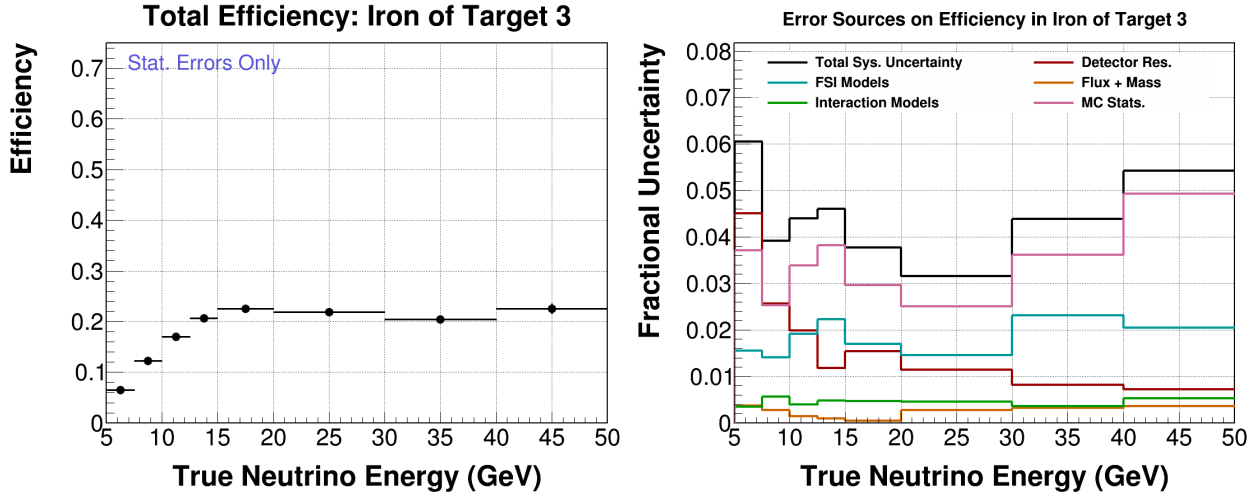 Total Efficiency: Iron of Target 3
Efficiency
Stat. Errors Only
0.7
0.6
0.5
0.4
0.3
0.2
0.1
0
5 10 15 20 25 30 35 40 45 50
True Neutrino Energy (GeV)
Error Sources on Efficiency in Iron of Target 3
Fractional Uncertainty
0.08
0.07
0.06
0.05
0.04
0.03
0.02
0.01
0
Total Sys. Uncertainty
FSI Models
Interaction Models
Detector Res.
Flux + Mass
MC Stats.
5 10 15 20 25 30 35 40 45 50
True Neutrino Energy (GeV)